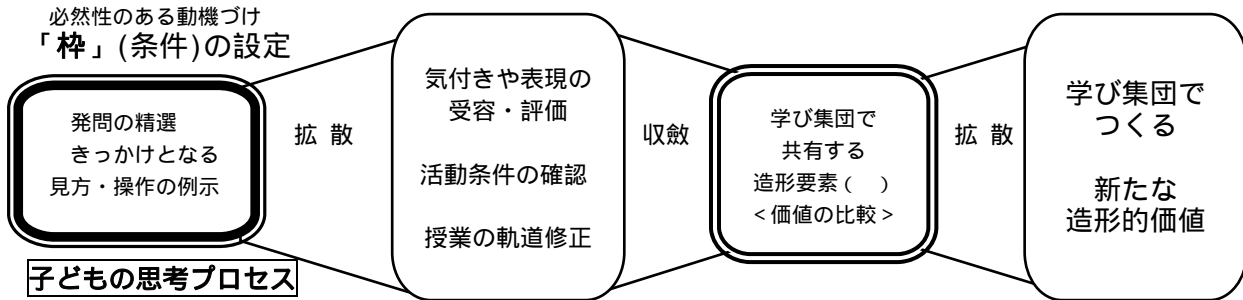 必然性のある動機づけ
「枠」(条件)の設定
発問の精選
きっかけとなる
見方・操作の例示
拡 散
気付きや表現の
受容・評価
活動条件の確認
授業の軌道修正
収斂
学び集団で
共有する
造形要素 (　)
<価値の比較>
拡 散
学び集団で
つくる
新たな
造形的価値
子どもの思考プロセス